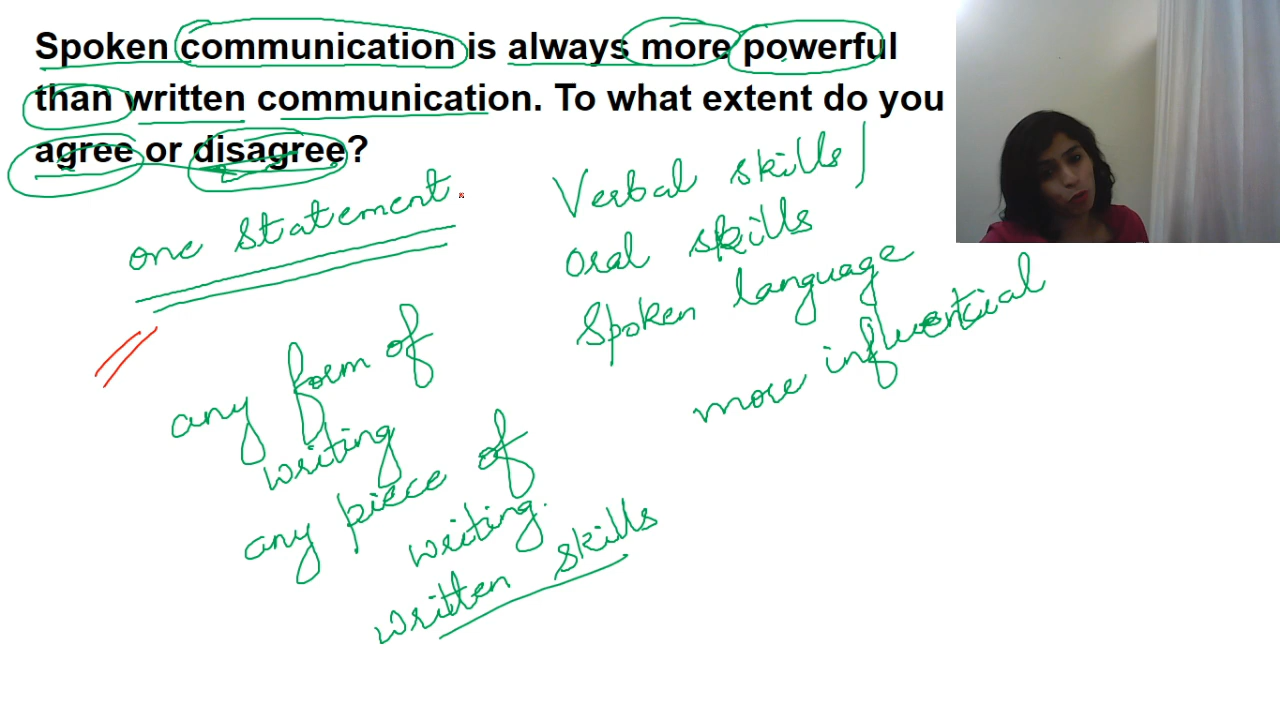 Spoken communication is always more powerful
than written communication. To what extent do you
agree or disagree?
one statement
Verbal skills/
oral skills
Spoken language
more influential
any form of
writing
any piece of
writing.
written skills